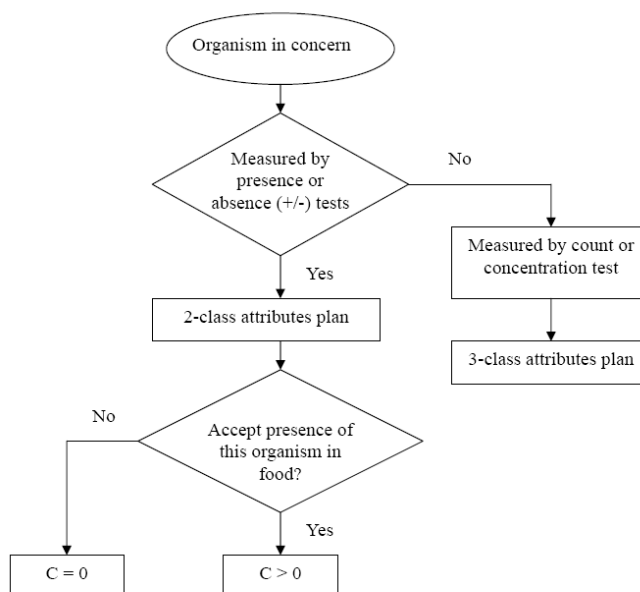 Organism in concern
Measured by
presence or
absence (+/-) tests
No
Measured by count or
concentration test
Yes
2-class attributes plan
3-class attributes plan
No
Accept presence of
this organism in
food?
Yes
C = 0
C > 0